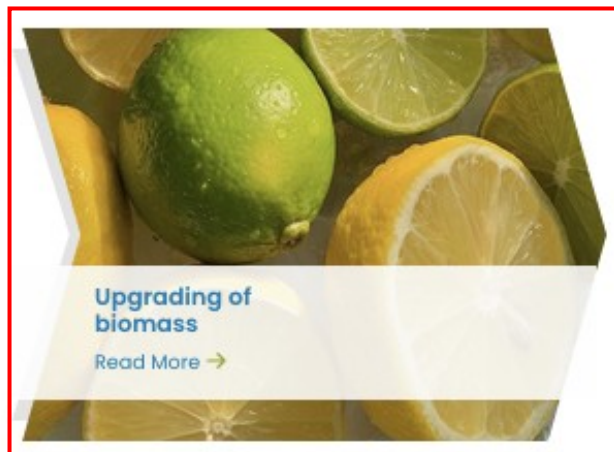 Upgrading of
biomass
Read More →